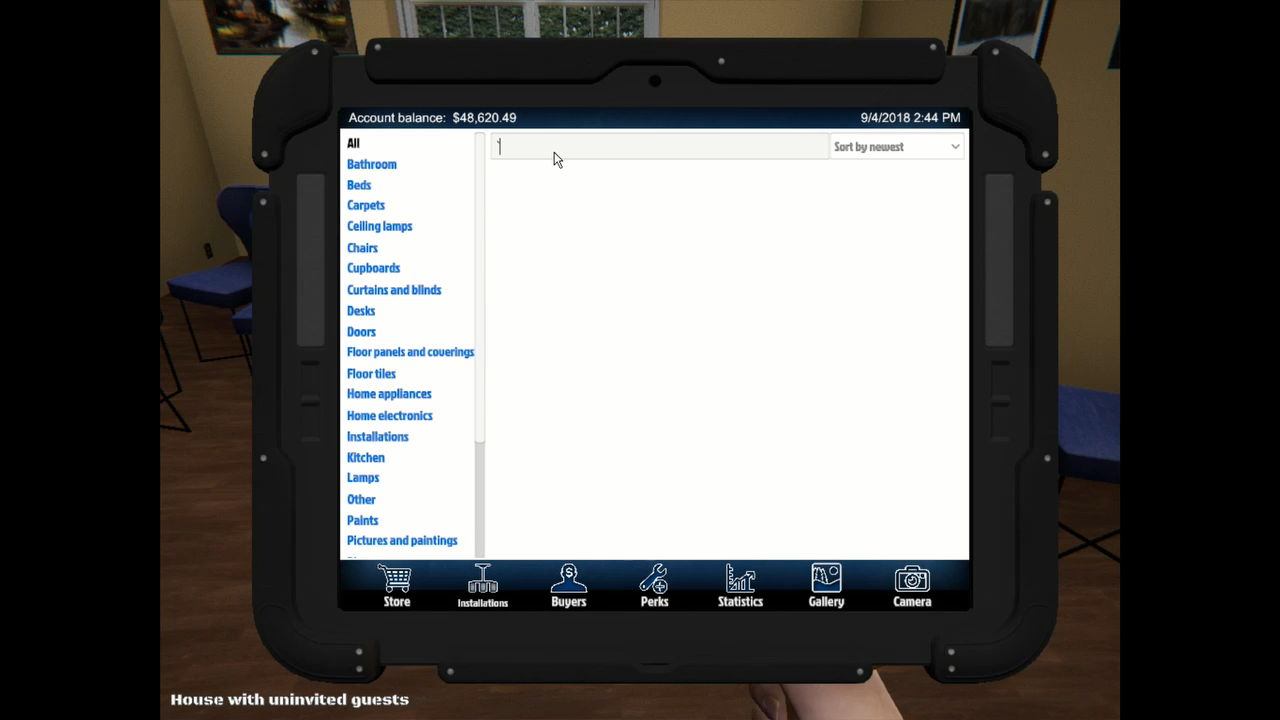 Account balance: $48,620.49
9/4/2018 2:44 PM
All
Sort by newest
Bathroom
Beds
Carpets
Ceiling lamps
Chairs
Cupboards
Curtains and blinds
Desks
Doors
Floor panels and coverings
Floor tiles
Home appliances
Home electronics
Installations
Kitchen
Lamps
Other
Paints
Pictures and paintings
Store
Installations
Buyers
Perks
Statistics
Gallery
Camera
House with uninvited guests